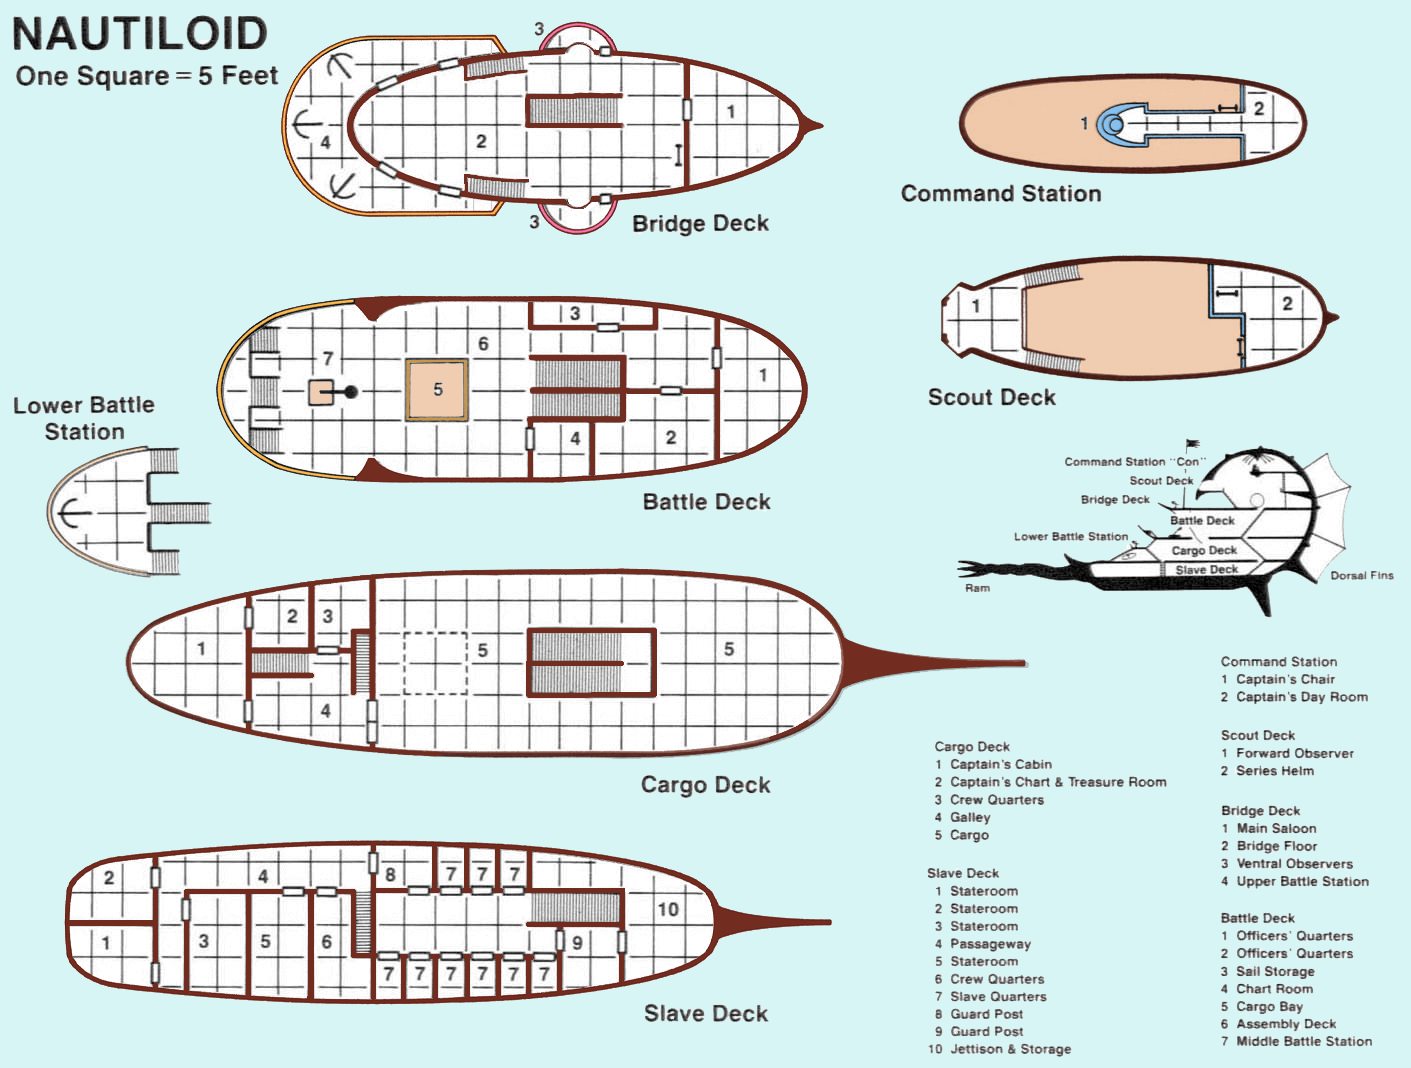 NAUTILOID
One Square = 5 Feet
3
4
2
1
3
Bridge Deck
1
2
Command Station
1
2
Scout Deck
3
6
7
5
1
4
2
Battle Deck
Lower Battle
Station
Command Station "Con"
Scout Deck
Bridge Deck
Battle Deck
Lower Battle Station
Cargo Deck
Slave Deck
Ram
Dorsal Fins
2
3
1
5
5
4
Cargo Deck
2
4
8
7
7
7
10
1
3
5
6
9
7
7
7
7
7
7
Slave Deck
Cargo Deck
1 Captain's Cabin
2 Captain's Chart & Treasure Room
3 Crew Quarters
4 Galley
5 Cargo
Slave Deck
1 Stateroom
2 Stateroom
3 Stateroom
4 Passageway
5 Stateroom
6 Crew Quarters
7 Slave Quarters
8 Guard Post
9 Guard Post
10 Jettison & Storage
Command Station
1 Captain's Chair
2 Captain's Day Room
Scout Deck
1 Forward Observer
2 Series Helm
Bridge Deck
1 Main Saloon
2 Bridge Floor
3 Ventral Observers
4 Upper Battle Station
Battle Deck
1 Officers' Quarters
2 Officers' Quarters
3 Sail Storage
4 Chart Room
5 Cargo Bay
6 Assembly Deck
7 Middle Battle Station